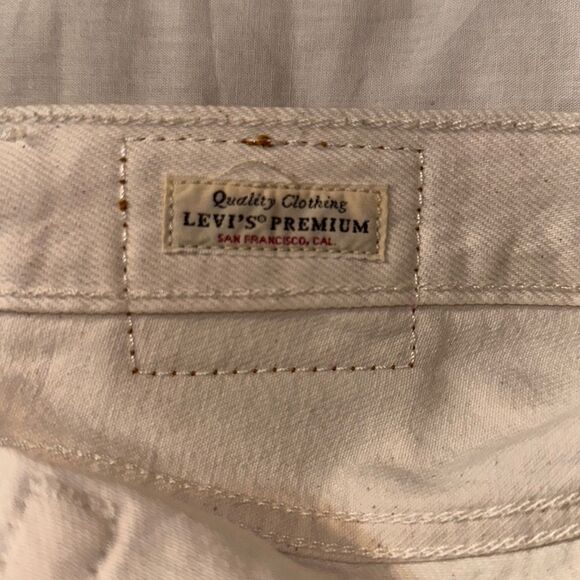 Quality Clothing
LEVI'S® PREMIUM
SAN FRANCISCO, CAL.